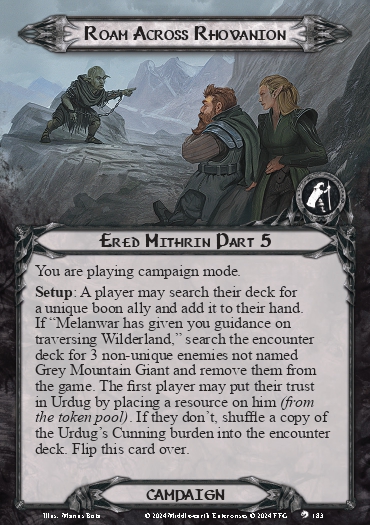 Roam Across Rhovanion
Ered Mithrin Part 5
You are playing campaign mode.
Setup: A player may search their deck for
a unique boon ally and add it to their hand.
If “Melanwar has given you guidance on
traversing Wilderland,” search the encounter
deck for 3 non-unique enemies not named
Grey Mountain Giant and remove them from
the game. The first player may put their trust
in Urdug by placing a resource on him (from
the token pool). If they don’t, shuffle a copy of
the Urdug’s Cunning burden into the encounter
deck. Flip this card over.
CAMPAIGN
Illus. Manos
© 2024 Middle-earth Enterprises © 2024 FFG
183